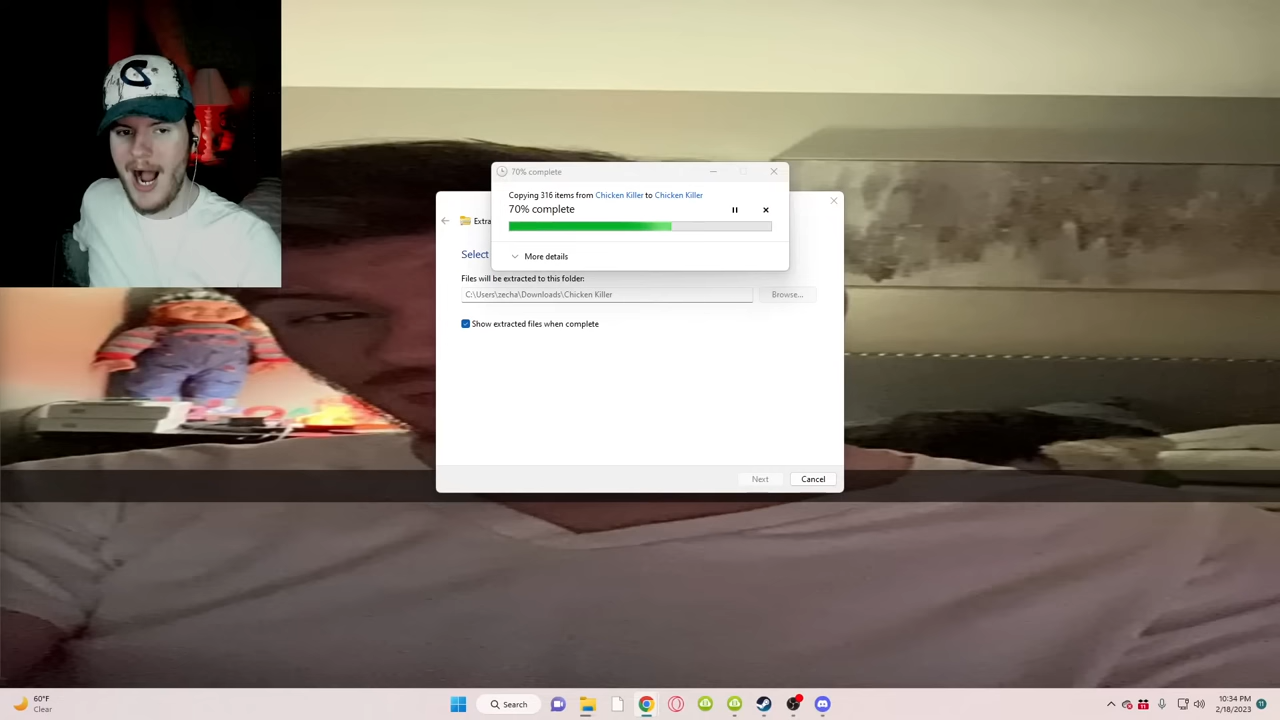 70% complete
Copying 316 items from Chicken Killer to Chicken Killer
70% complete
More details
Extra
Select
Files will be extracted to this folder:
C:\Users\zecha\Downloads\Chicken Killer
Browse...
Show extracted files when complete
Next
Cancel
60°F
Clear
Search
10:34 PM
2/18/2023
11